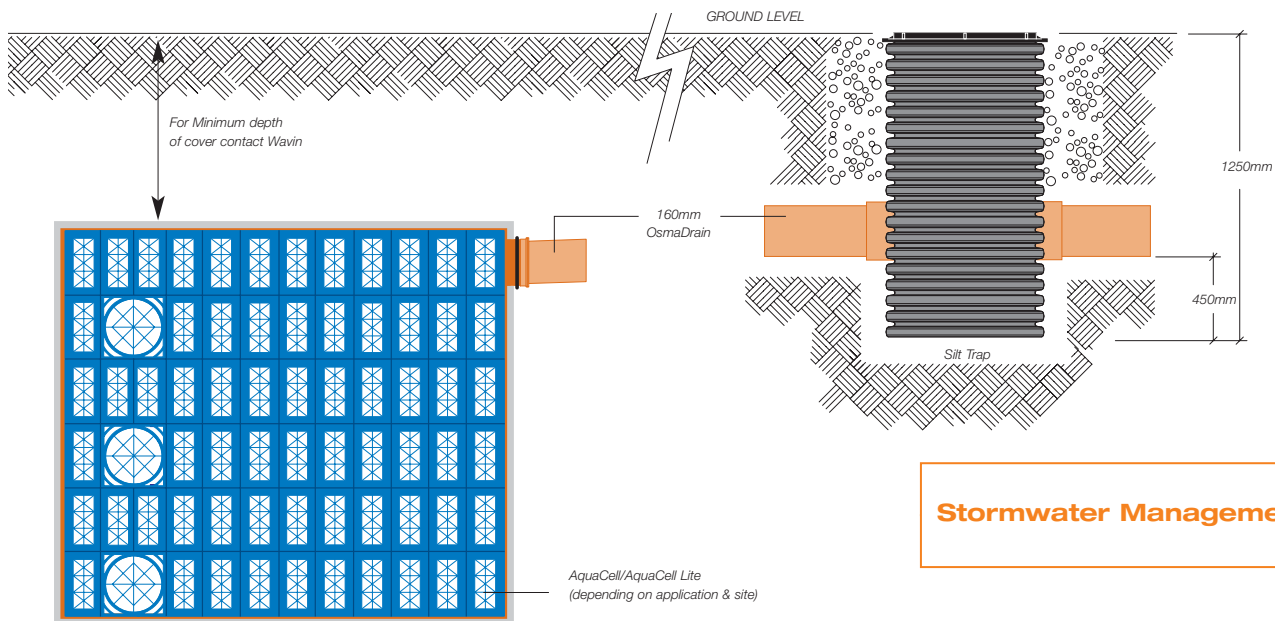 GROUND LEVEL
For Minimum depth
of cover contact Wavin
1250mm
160mm
OsmaDrain
450mm
Silt Trap
Stormwater Manageme
AquaCell/AquaCell Lite
(depending on application & site)